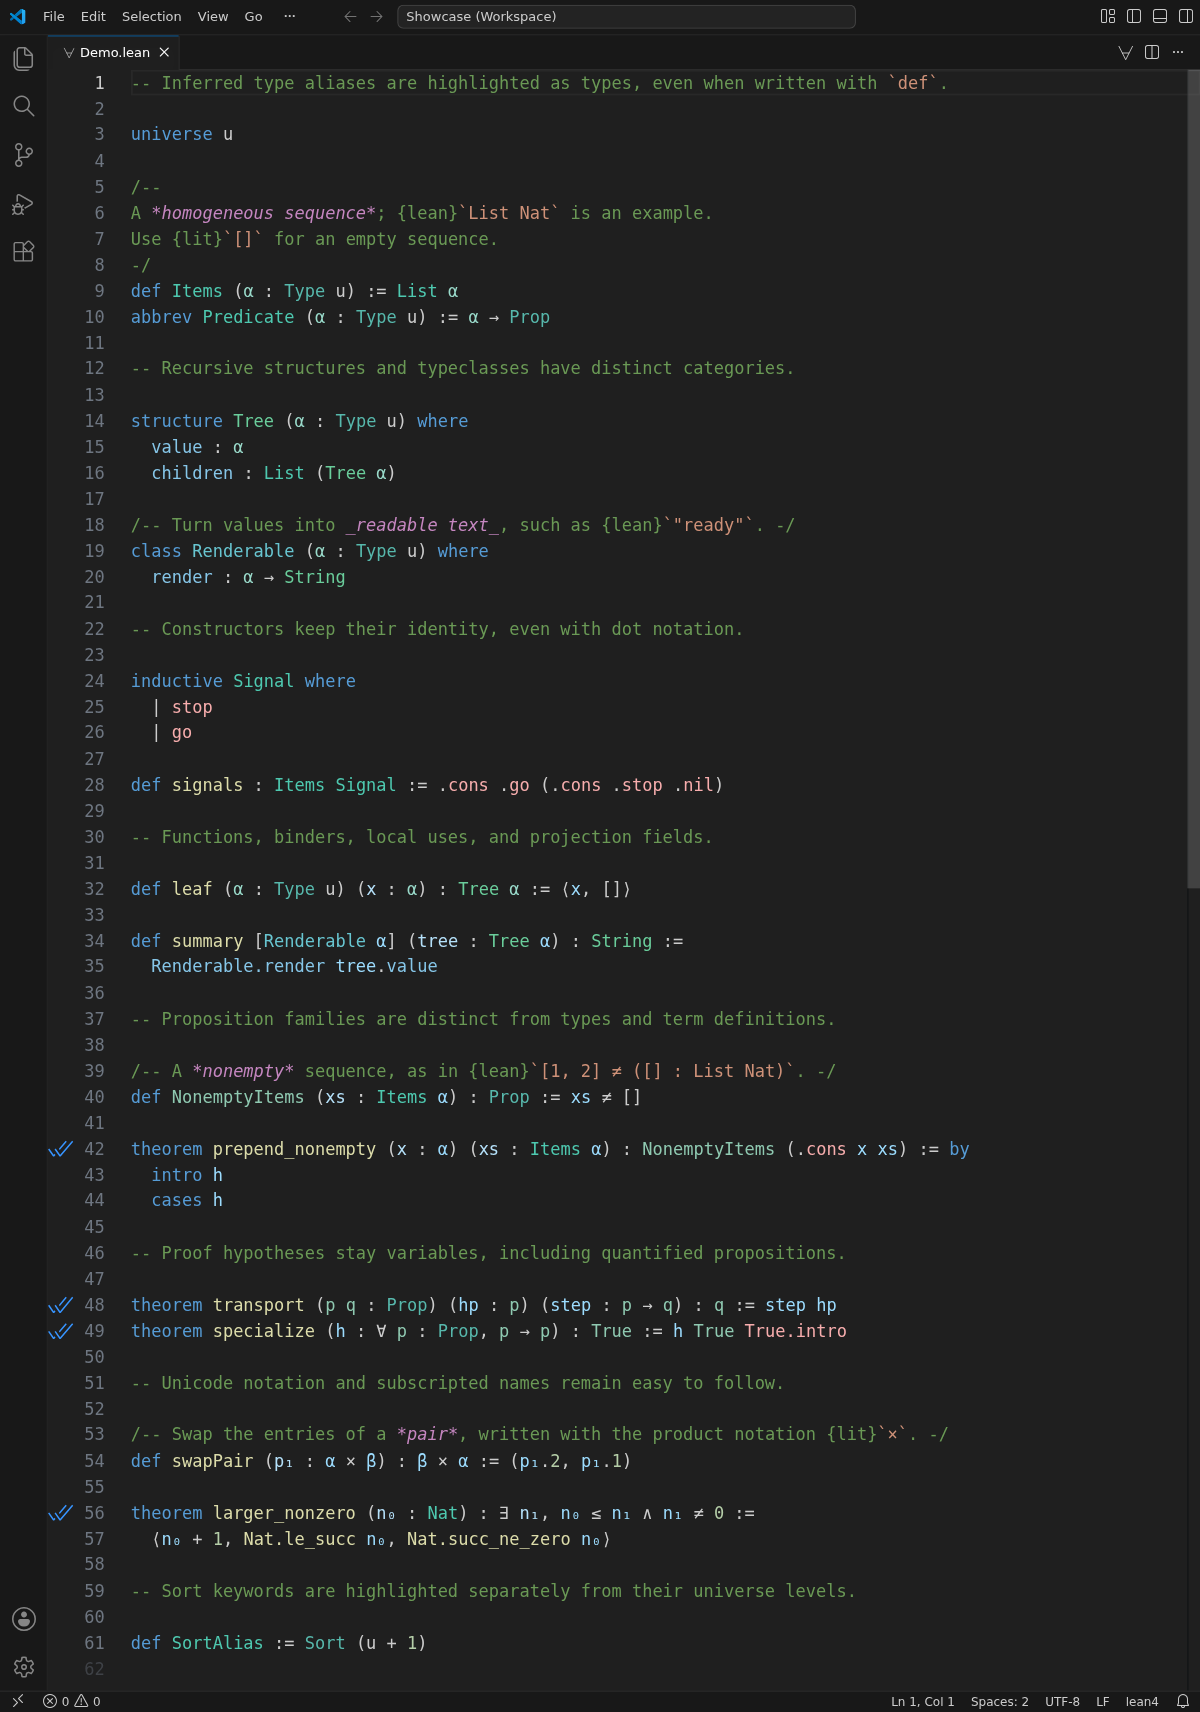 File Edit Selection View Go ··· Showcase (Workspace)
Demo.lean
1 -- Inferred type aliases are highlighted as types, even when written with `def`.
2
3 universe u
4
5 /--
6 A *homogeneous sequence*; {lean}`List Nat` is an example.
7 Use {lit}`[]` for an empty sequence.
8 -/
9 def Items (α : Type u) := List α
10 abbrev Predicate (α : Type u) := α → Prop
11
12 -- Recursive structures and typeclasses have distinct categories.
13
14 structure Tree (α : Type u) where
15   value : α
16   children : List (Tree α)
17
18 /-- Turn values into _readable text_, such as {lean}`"ready"`. -/
19 class Renderable (α : Type u) where
20   render : α → String
21
22 -- Constructors keep their identity, even with dot notation.
23
24 inductive Signal where
25   | stop
26   | go
27
28 def signals : Items Signal := .cons .go (.cons .stop .nil)
29
30 -- Functions, binders, local uses, and projection fields.
31
32 def leaf (α : Type u) (x : α) : Tree α := ⟨x, []⟩
33
34 def summary [Renderable α] (tree : Tree α) : String :=
35   Renderable.render tree.value
36
37 -- Proposition families are distinct from types and term definitions.
38
39 /-- A *nonempty* sequence, as in {lean}`[1, 2] ≠ ([] : List Nat)`. -/
40 def NonemptyItems (xs : Items α) : Prop := xs ≠ []
41
42 theorem prepend_nonempty (x : α) (xs : Items α) : NonemptyItems (.cons x xs) := by
43   intro h
44   cases h
45
46 -- Proof hypotheses stay variables, including quantified propositions.
47
48 theorem transport (p q : Prop) (hp : p) (step : p → q) : q := step hp
49 theorem specialize (h : ∀ p : Prop, p → p) : True := h True True.intro
50
51 -- Unicode notation and subscripted names remain easy to follow.
52
53 /-- Swap the entries of a *pair*, written with the product notation {lit}`×`. -/
54 def swapPair (p₁ : α × β) : β × α := (p₁.2, p₁.1)
55
56 theorem larger_nonzero (n₀ : Nat) : ∃ n₁, n₀ ≤ n₁ ∧ n₁ ≠ 0 :=
57   ⟨n₀ + 1, Nat.le_succ n₀, Nat.succ_ne_zero n₀⟩
58
59 -- Sort keywords are highlighted separately from their universe levels.
60
61 def SortAlias := Sort (u + 1)
62
0 0 Ln 1, Col 1 Spaces: 2 UTF-8 LF lean4